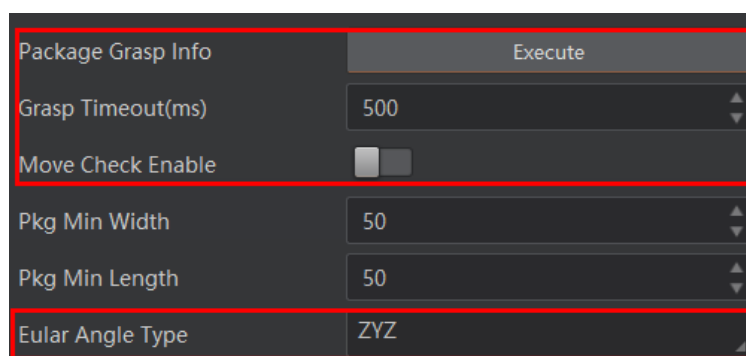 Package Grasp Info Execute
Grasp Timeout(ms) 500
Move Check Enable
Pkg Min Width 50
Pkg Min Length 50
Eular Angle Type ZYZ